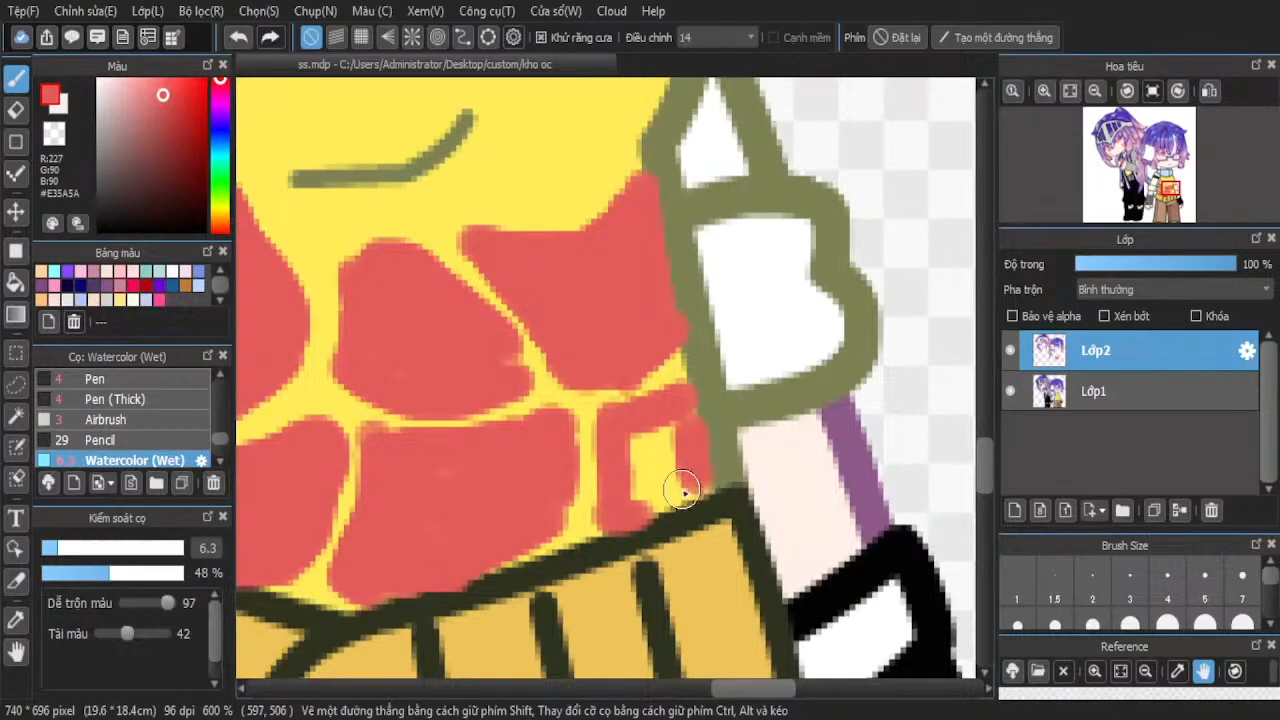 Tệp(F) Chỉnh sửa(E) Lớp(L) Bộ lọc(R) Chọn(S) Chụp(N) Màu (C) Xem(V) Công cụ(T) Cửa sổ(W) Cloud Help
Khử răng cưa Điều chỉnh 14 Cạnh mềm Phím Đặt lại Tạo một đường thẳng
ss.mdp - C:/Users/Administrator/Desktop/custom/kho oc
Màu
R:227
G:90
B:90
#E35A5A
Bảng màu
---
Cọ: Watercolor (Wet)
4 Pen
4 Pen (Thick)
3 Airbrush
29 Pencil
6.3 Watercolor (Wet)
Kiểm soát cọ
6.3
48 %
Dễ trộn màu 97
Tải màu 42
T
Hoa tiêu
Lớp
Độ trong 100 %
Pha trộn Bình thường
Bảo vệ alpha Xén bớt Khóa
Lớp2
Lớp1
Brush Size
1 1.5 2 3 4 5 7
Reference
740 * 696 pixel (19.6 * 18.4cm) 96 dpi 600 % ( 597, 506 ) Vẽ một đường thẳng bằng cách giữ phím Shift, Thay đổi cỡ cọ bằng cách giữ phím Ctrl, Alt và kéo